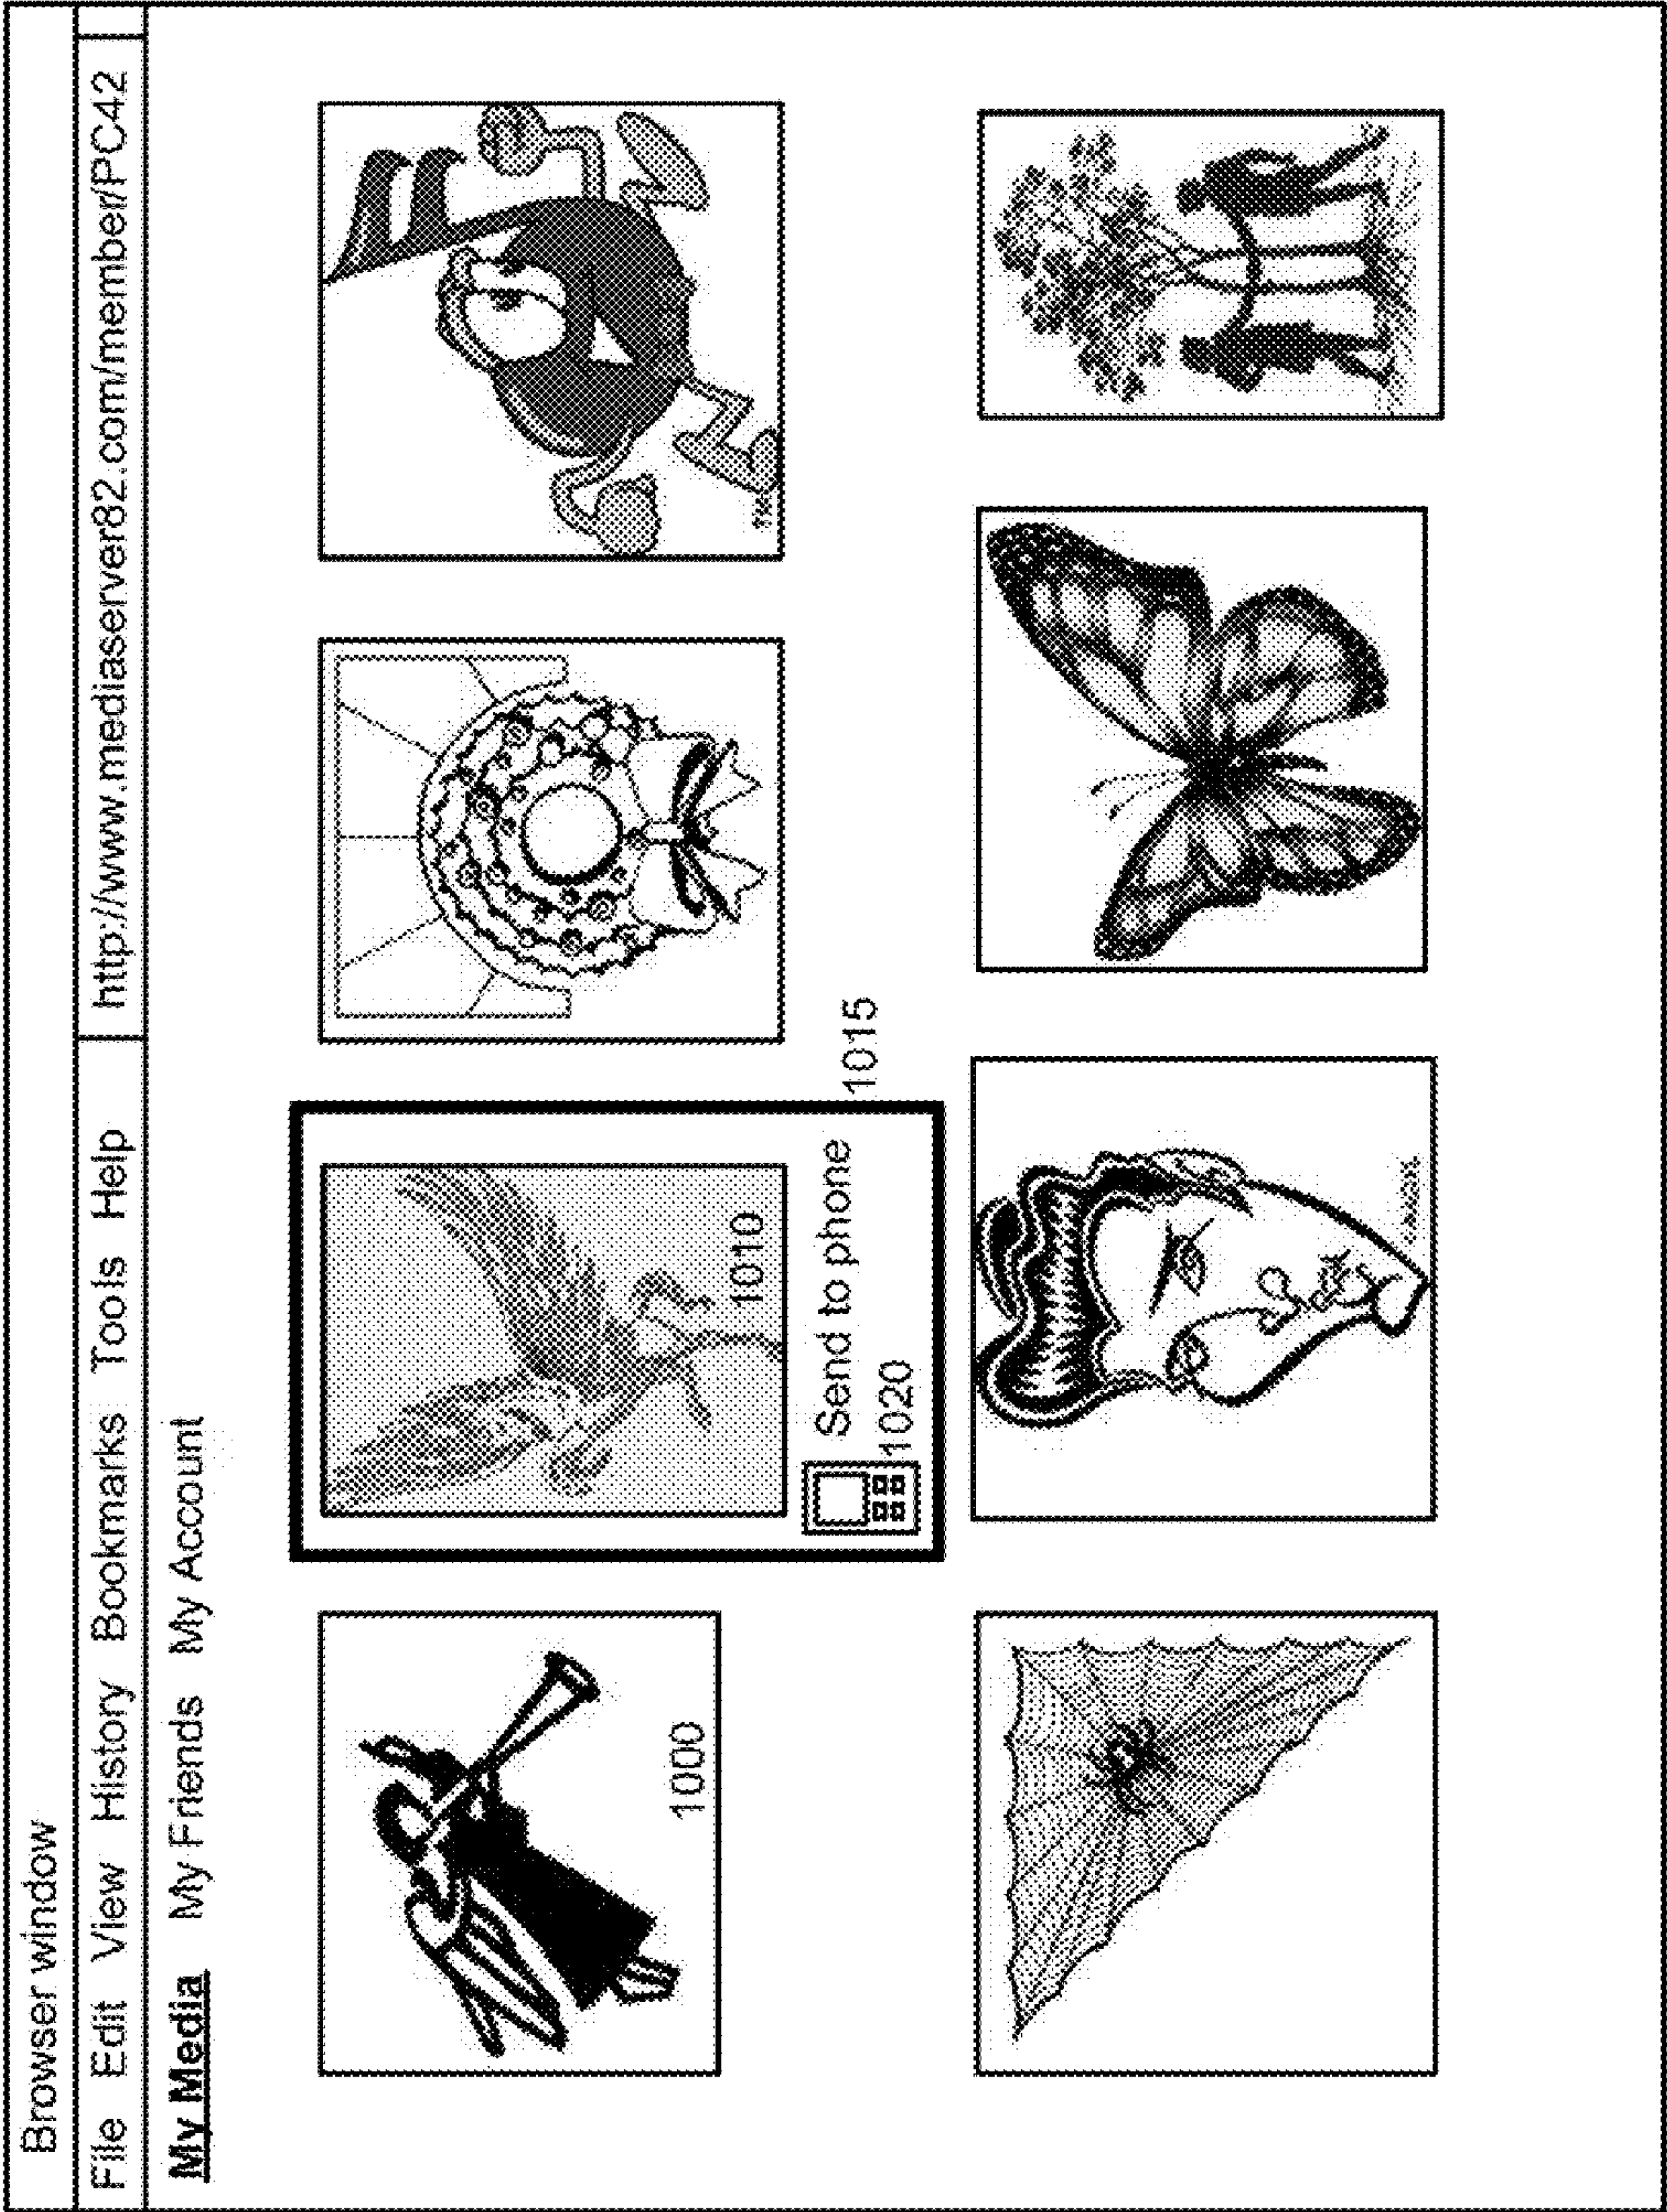 Browser window
File Edit View History Bookmarks Tools Help http://www.mediaserver82.com/member/PC42
My Media My Friends My Account
1000
1010
TM
Send to phone
1015
1020